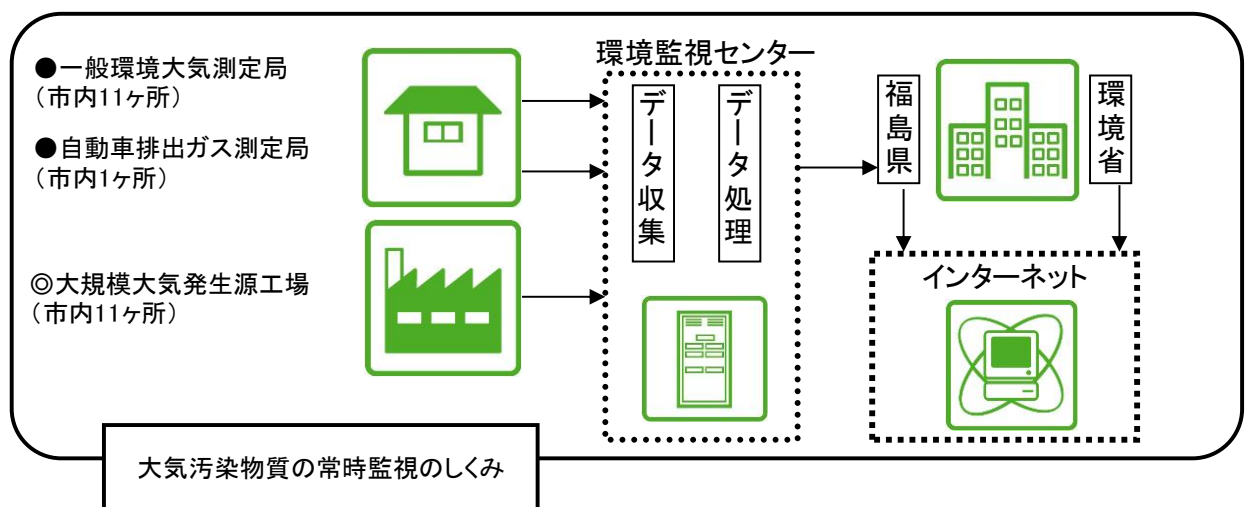 ●一般環境大気測定局
（市内11ヶ所）
●自動車排出ガス測定局
（市内1ヶ所）
◎大規模大気発生源工場
（市内11ヶ所）
環境監視センター
データ収集
データ処理
福島県
環境省
インターネット
大気汚染物質の常時監視のしくみ